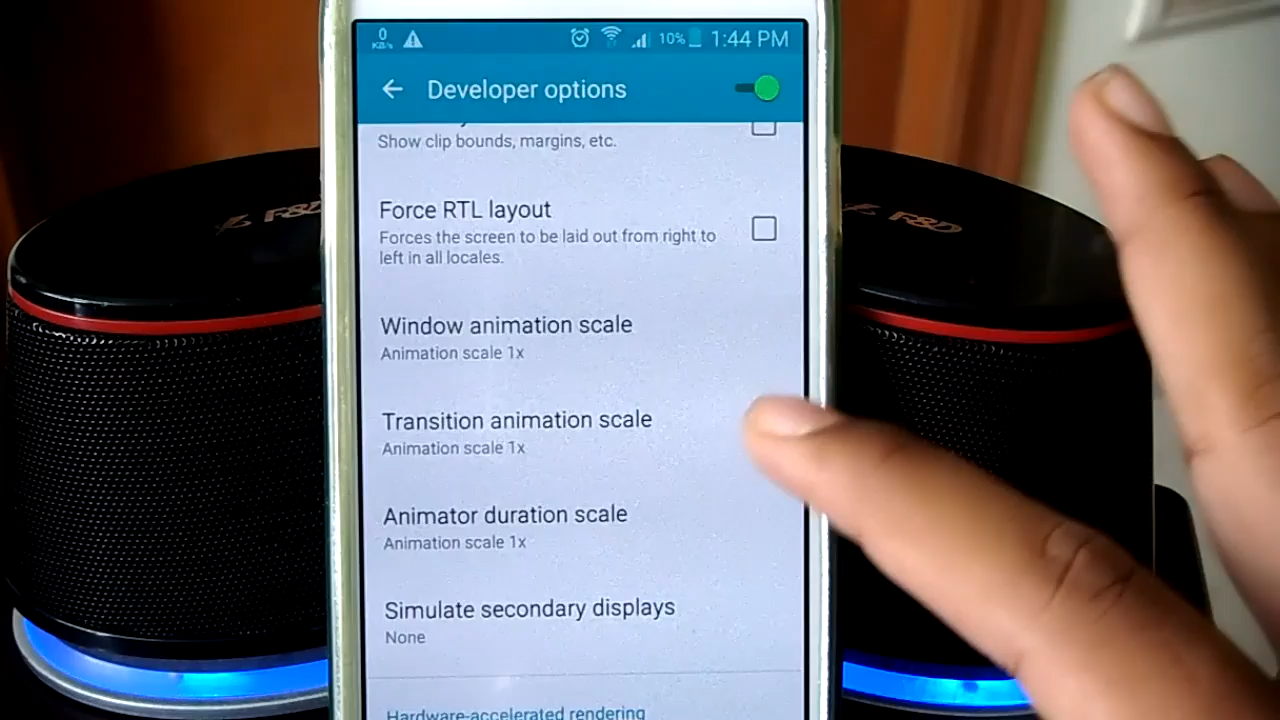 0
KB/s
10% 1:44 PM
Developer options
Show clip bounds, margins, etc.
Force RTL layout
Forces the screen to be laid out from right to
left in all locales.
Window animation scale
Animation scale 1x
Transition animation scale
Animation scale 1x
Animator duration scale
Animation scale 1x
Simulate secondary displays
None
Hardware-accelerated rendering
F&D
F&D